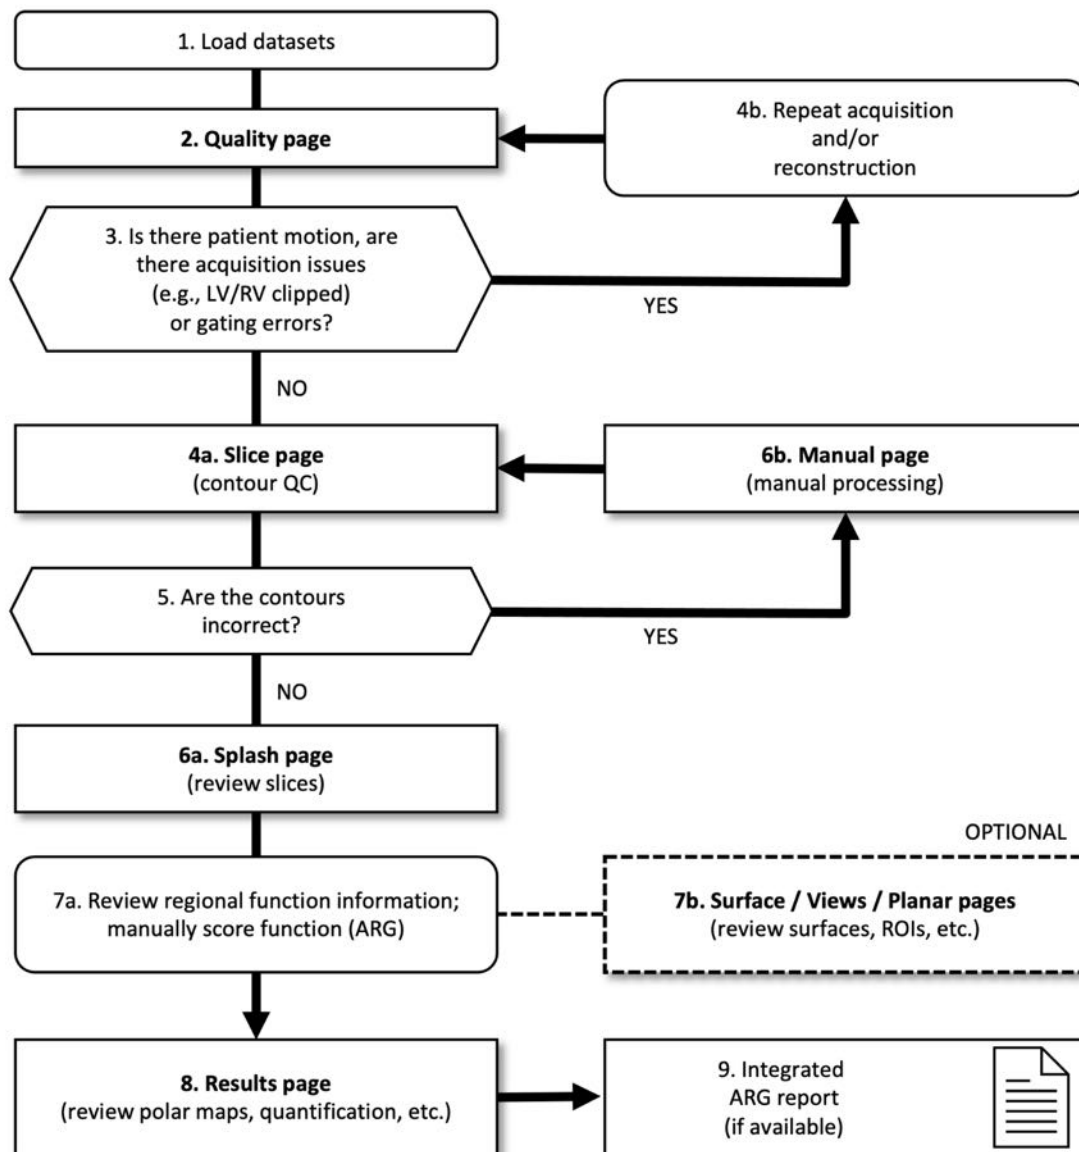 1. Load datasets
2. Quality page
4b. Repeat acquisition
and/or
reconstruction
3. Is there patient motion, are
there acquisition issues
(e.g., LV/RV clipped)
or gating errors?
YES
NO
4a. Slice page
(contour QC)
6b. Manual page
(manual processing)
5. Are the contours
incorrect?
YES
NO
6a. Splash page
(review slices)
OPTIONAL
7a. Review regional function information;
manually score function (ARG)
7b. Surface / Views / Planar pages
(review surfaces, ROIs, etc.)
8. Results page
(review polar maps, quantification, etc.)
9. Integrated
ARG report
(if available)